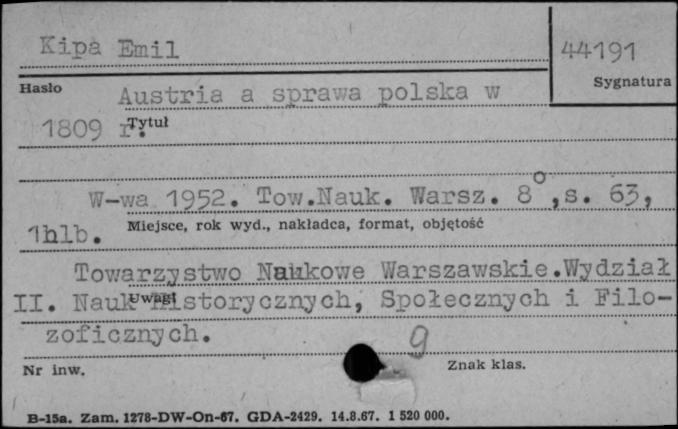 Kipa Emil
44191
Hasło
Sygnatura
Austria a sprawa polska w
1809 r.
Tytuł
W-wa 1952. Tow.Nauk. Warsz. 8°,s. 63,
Miejsce, rok wyd., nakładca, format, objętość
1hlb.
Towarzystwo Naukowe Warszawskie.Wydział
II. Nauk Historycznych, Społecznych i Filo-
Uwagi
zoficznych.
g
Nr inw.
Znak klas.
B-15a. Zam. 1278-DW-On-67. GDA-2429. 14.8.67. 1 520 000.